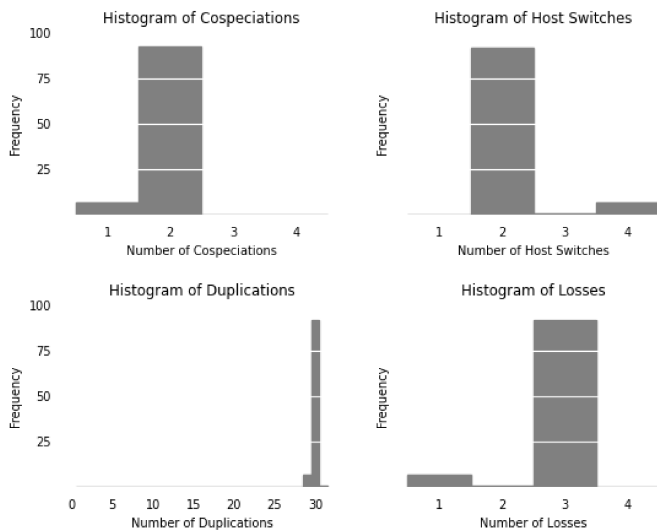 Histogram of Cospeciations
100
75
50
25
Frequency
1 2 3 4
Number of Cospeciations
Histogram of Host Switches
Frequency
1 2 3 4
Number of Host Switches
Histogram of Duplications
100
75
50
25
Frequency
0 5 10 15 20 25 30
Number of Duplications
Histogram of Losses
Frequency
1 2 3 4
Number of Losses